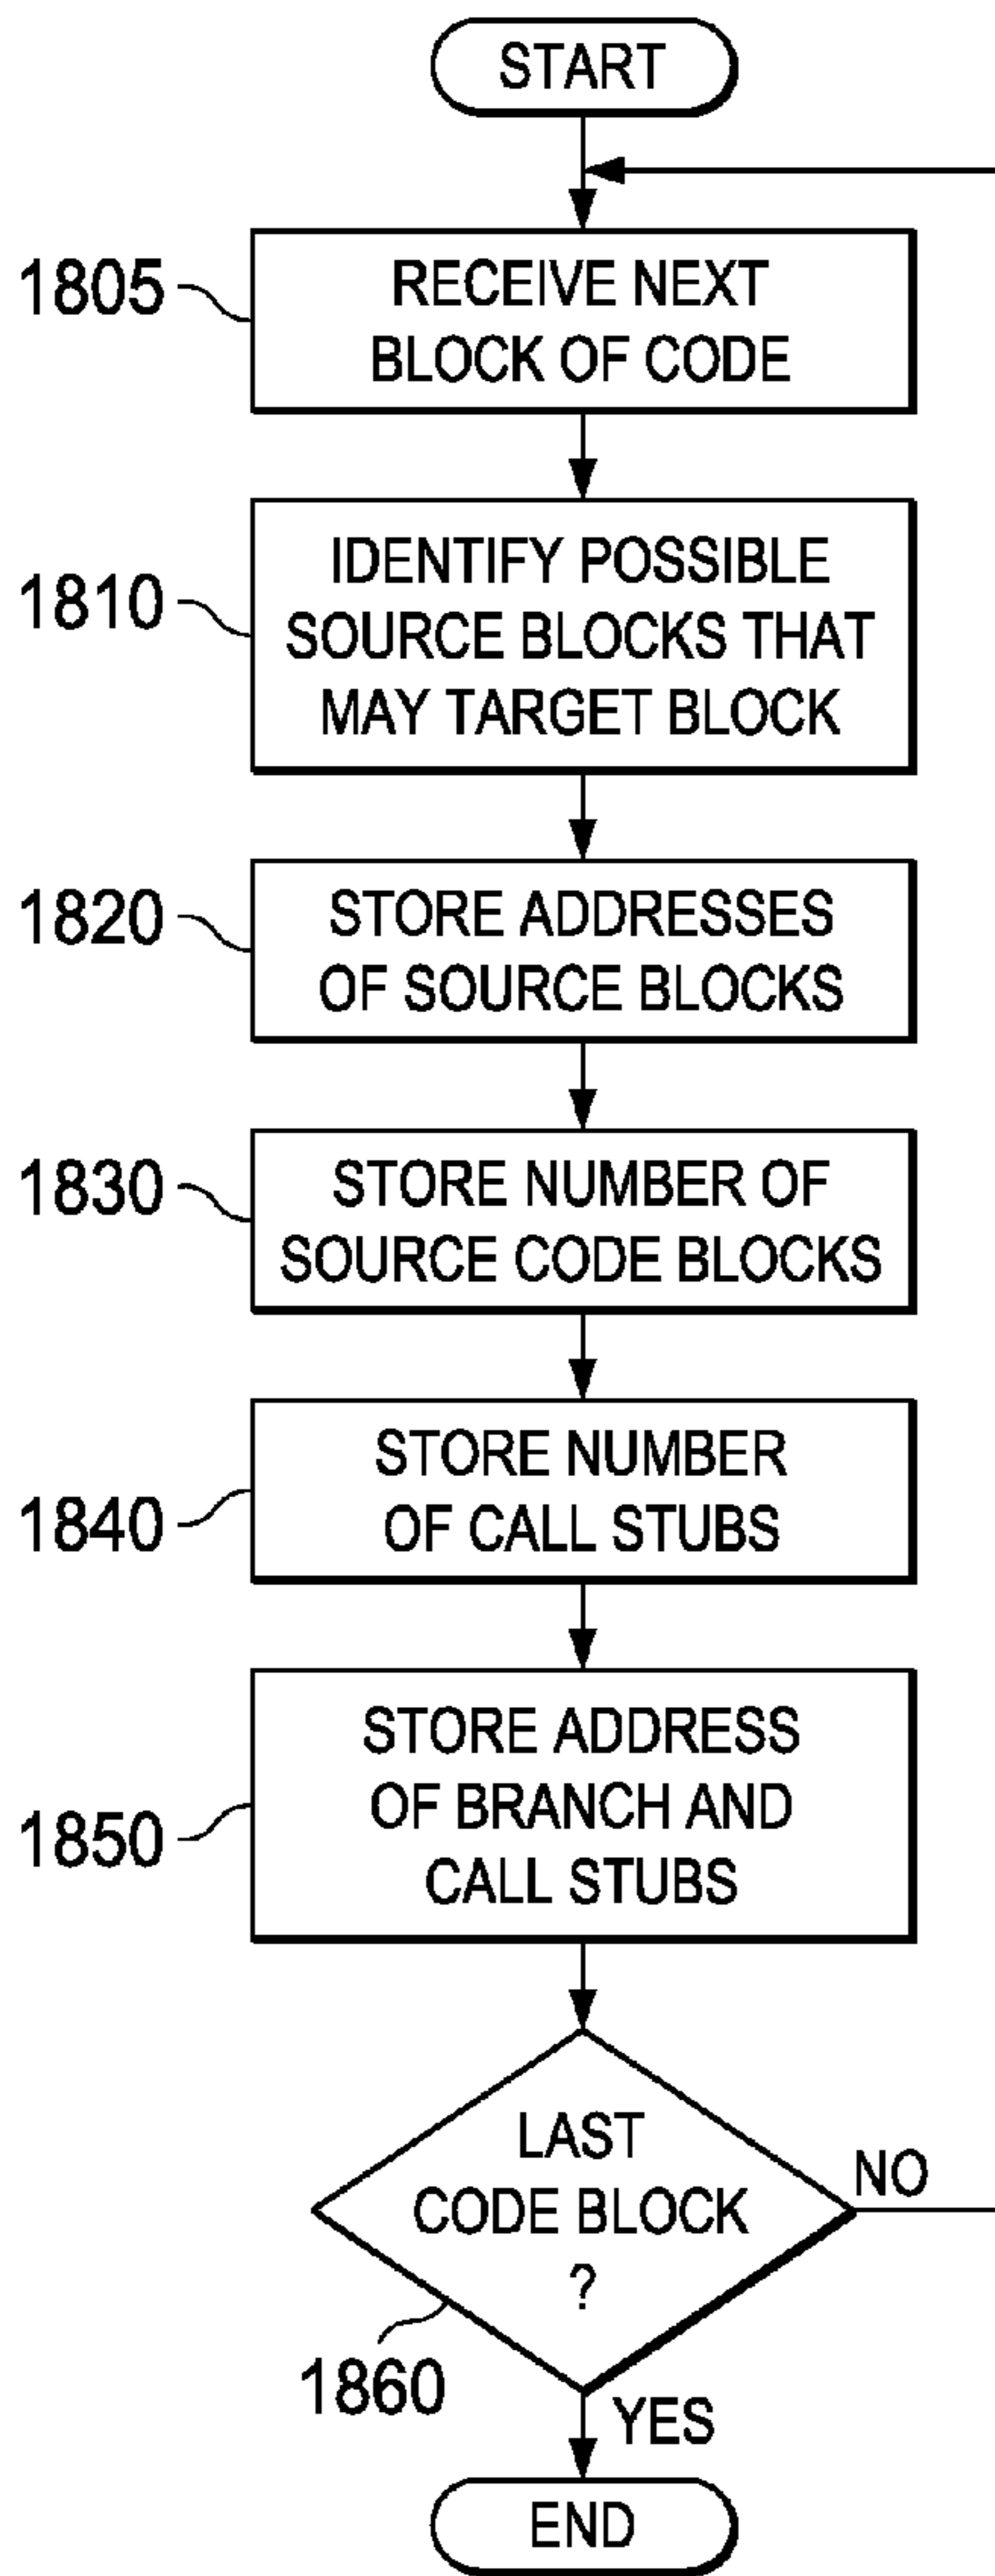 START
1805
RECEIVE NEXT
BLOCK OF CODE
1810
IDENTIFY POSSIBLE
SOURCE BLOCKS THAT
MAY TARGET BLOCK
1820
STORE ADDRESSES
OF SOURCE BLOCKS
1830
STORE NUMBER OF
SOURCE CODE BLOCKS
1840
STORE NUMBER
OF CALL STUBS
1850
STORE ADDRESS
OF BRANCH AND
CALL STUBS
LAST
CODE BLOCK
?
NO
1860
YES
END